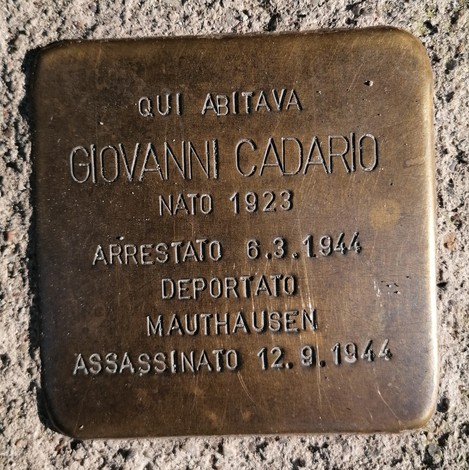 QUI ABITAVA
GIOVANNI CADARIO
NATO 1923
ARRESTATO 6.3.1944
DEPORTATO
MAUTHAUSEN
ASSASSINATO 12.9.1944